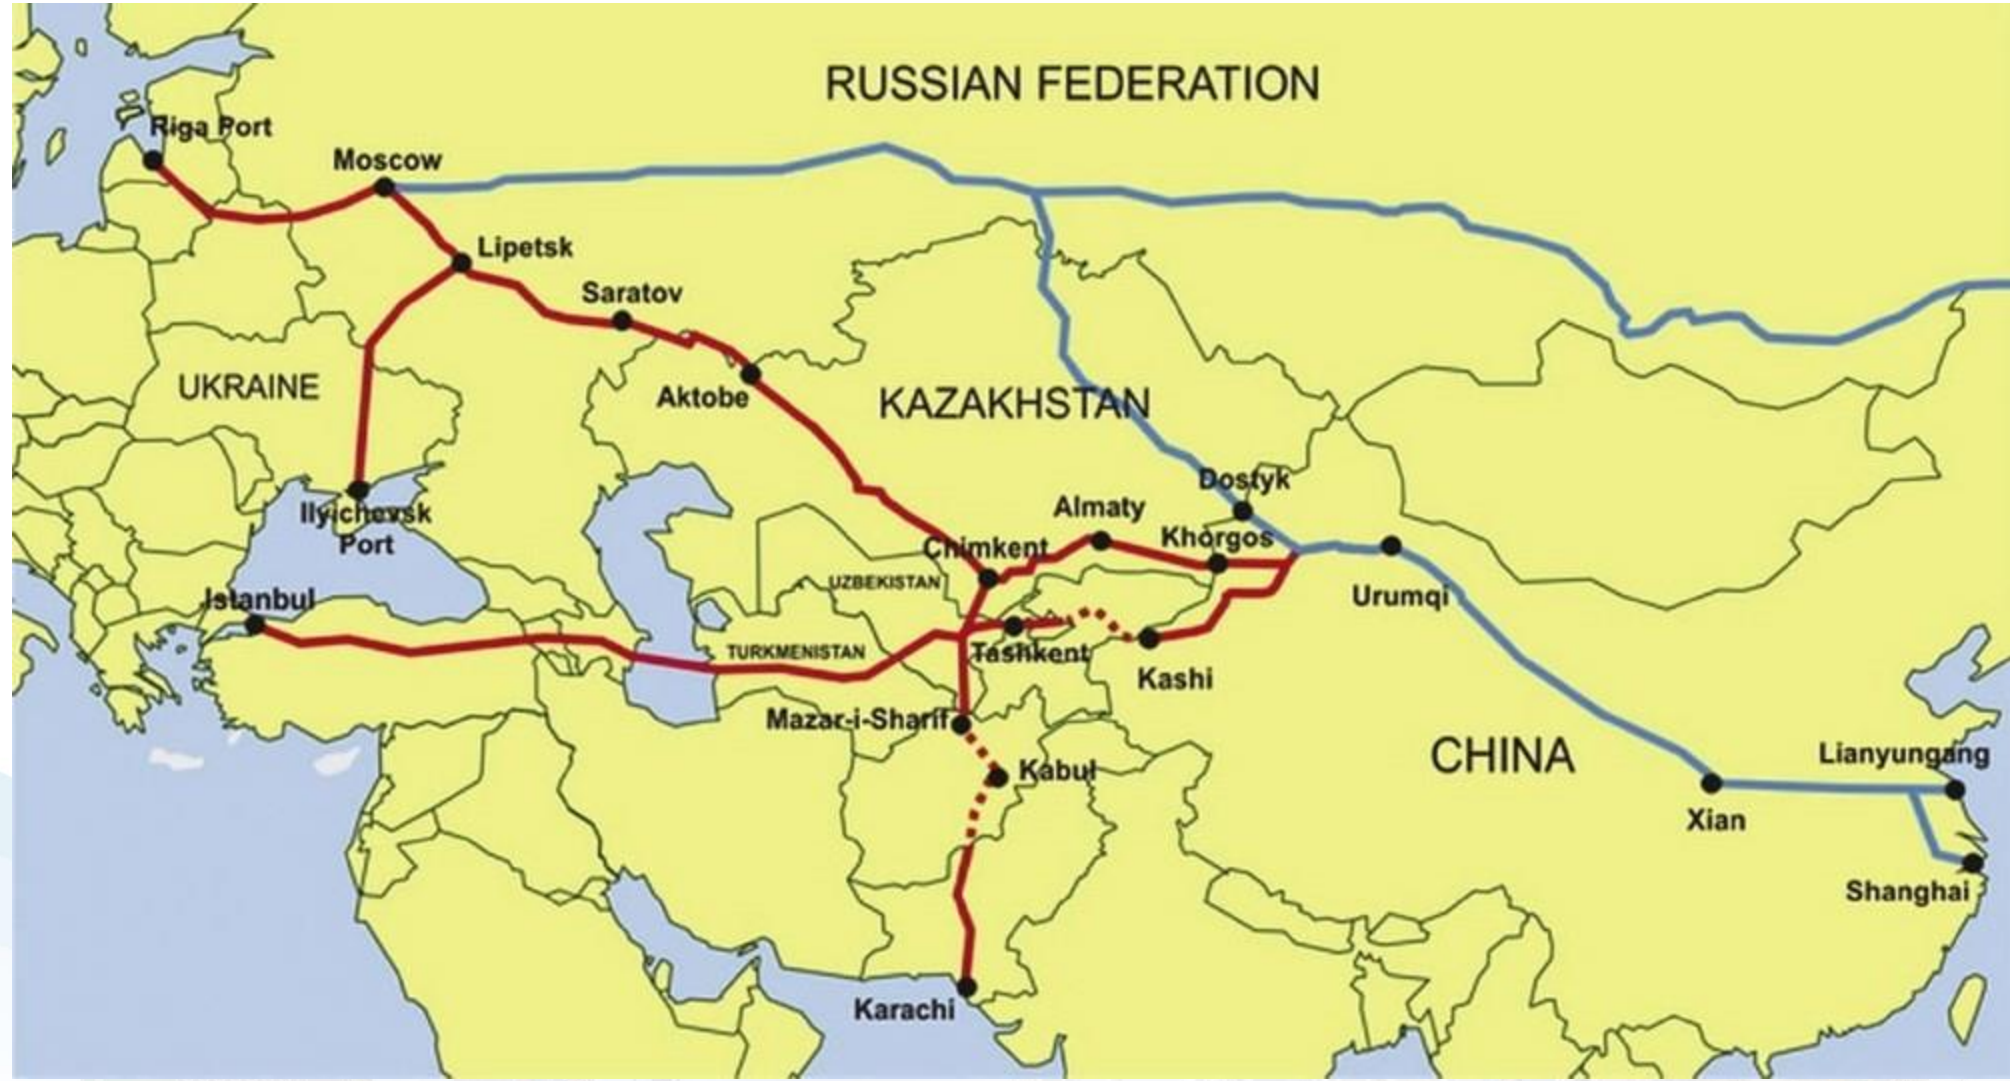 RUSSIAN FEDERATION
Riga Port
Moscow
Lipetsk
Saratov
UKRAINE
Aktobe
KAZAKHSTAN
Dostyk
Ilyichevsk
Port
Almaty
Khorgos
Chimkent
UZBEKISTAN
Urumqi
Istanbul
TURKMENISTAN
Tashkent
Kashi
Mazar-i-Sharif
Kabul
CHINA
Lianyungang
Xian
Shanghai
Karachi